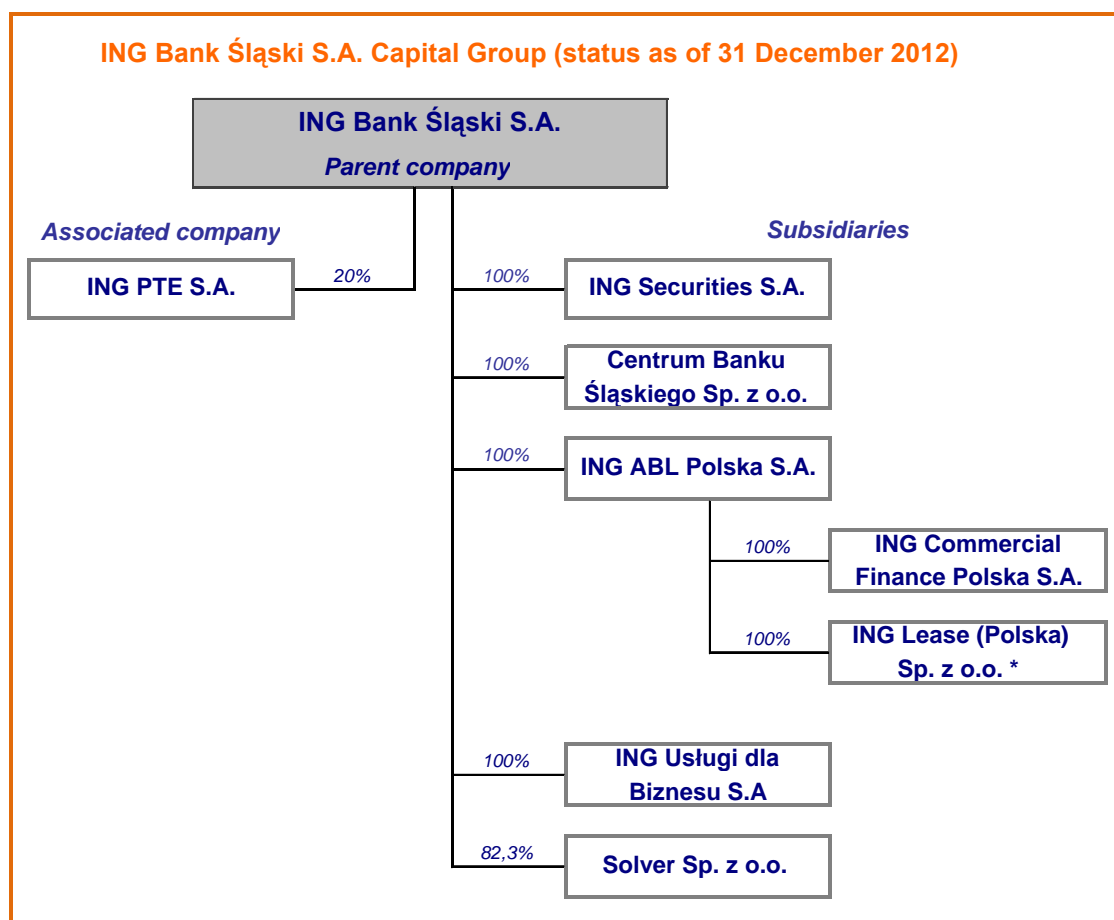 ING Bank Śląski S.A. Capital Group (status as of 31 December 2012)
ING Bank Śląski S.A.
Parent company
Associated company
Subsidiaries
ING PTE S.A.
20%
100%
ING Securities S.A.
100%
Centrum Banku
Śląskiego Sp. z o.o.
100%
ING ABL Polska S.A.
100%
ING Commercial
Finance Polska S.A.
100%
ING Lease (Polska)
Sp. z o.o. *
100%
ING Usługi dla
Biznesu S.A
82,3%
Solver Sp. z o.o.